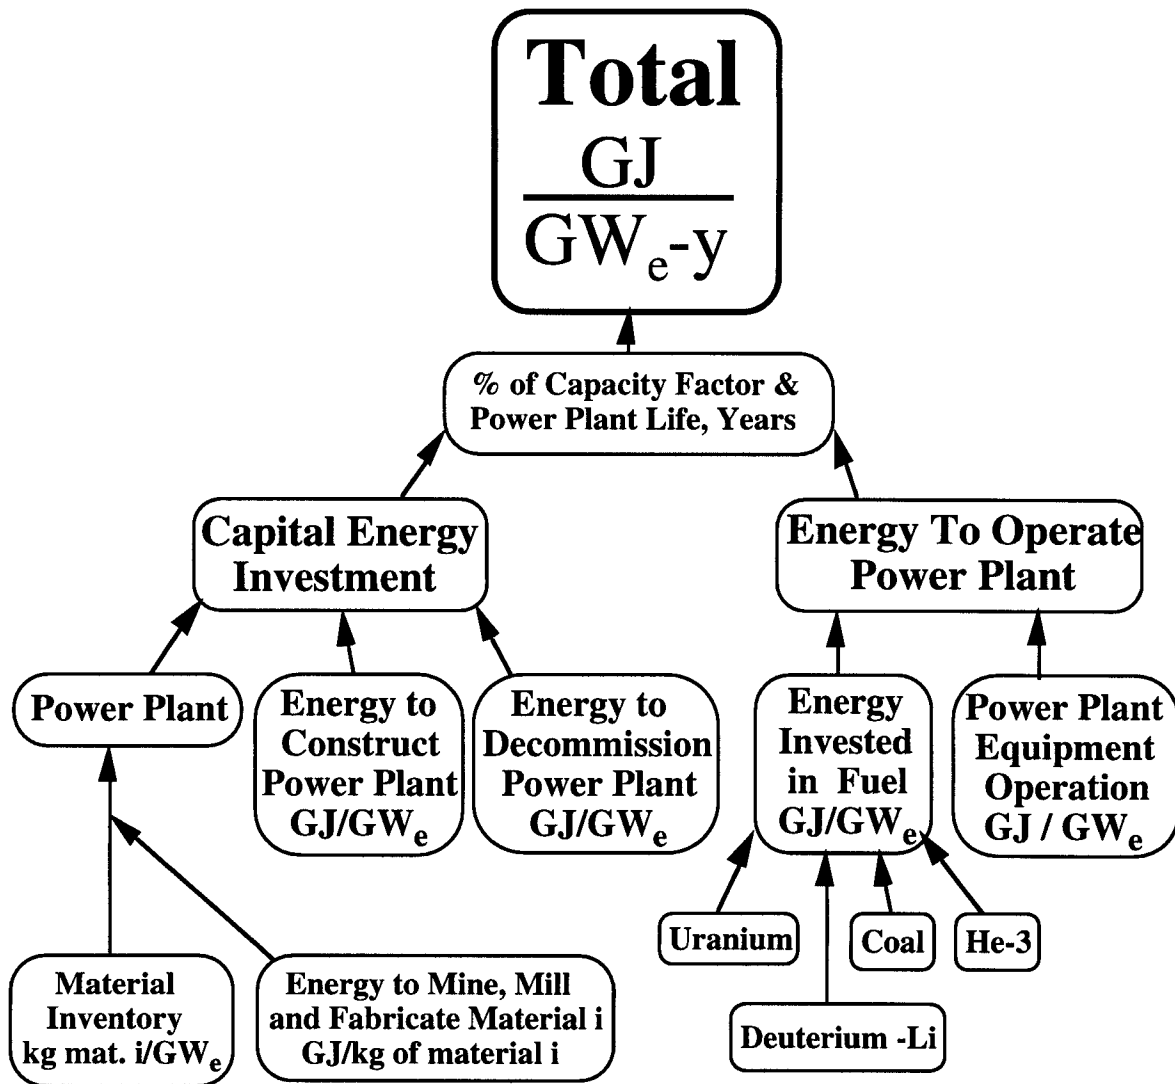 Total
GJ
GWₑ-y
% of Capacity Factor &
Power Plant Life, Years
Capital Energy
Investment
Energy To Operate
Power Plant
Power Plant
Energy to
Construct
Power Plant
GJ/GWₑ
Energy to
Decommission
Power Plant
GJ/GWₑ
Energy
Invested
in Fuel
GJ/GWₑ
Power Plant
Equipment
Operation
GJ / GWₑ
Uranium
Coal
He-3
Deuterium -Li
Material
Inventory
kg mat. i/GWₑ
Energy to Mine, Mill
and Fabricate Material i
GJ/kg of material i